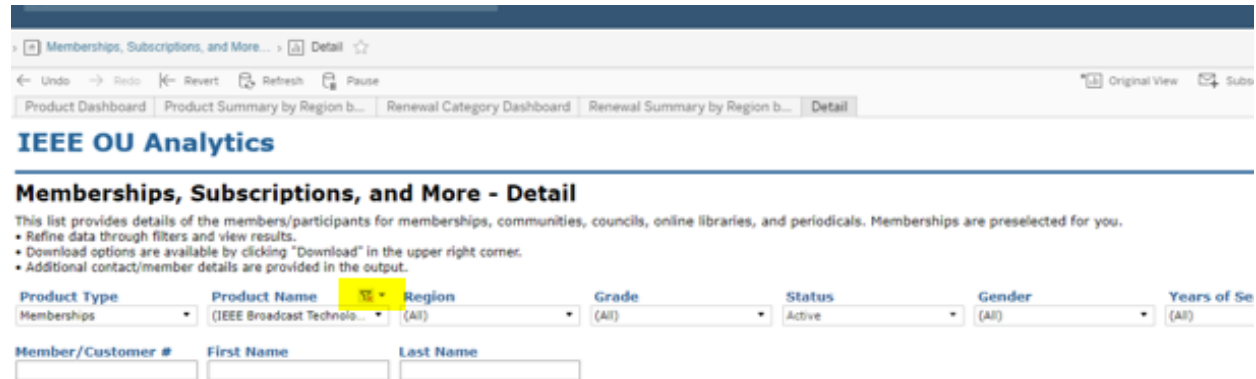 Memberships, Subscriptions, and More... › Detail
Undo Redo Revert Refresh Pause Original View Subs
Product Dashboard Product Summary by Region b... Renewal Category Dashboard Renewal Summary by Region b... Detail
IEEE OU Analytics
Memberships, Subscriptions, and More - Detail
This list provides details of the members/participants for memberships, communities, councils, online libraries, and periodicals. Memberships are preselected for you.
• Refine data through filters and view results.
• Download options are available by clicking "Download" in the upper right corner.
• Additional contact/member details are provided in the output.
Product Type Product Name Region Grade Status Gender Years of Se
Memberships (IEEE Broadcast Technolo... (All) (All) Active (All) (All)
Member/Customer # First Name Last Name